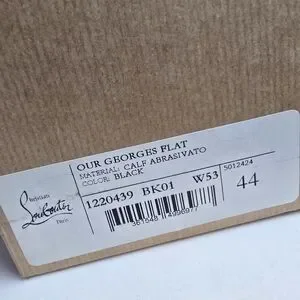 OUR GEORGES FLAT
MATERIAL: CALF ABRASIVATO
COLOR: BLACK
Christian
Louboutin
Paris
1220439 BK01 W53
5012424
44